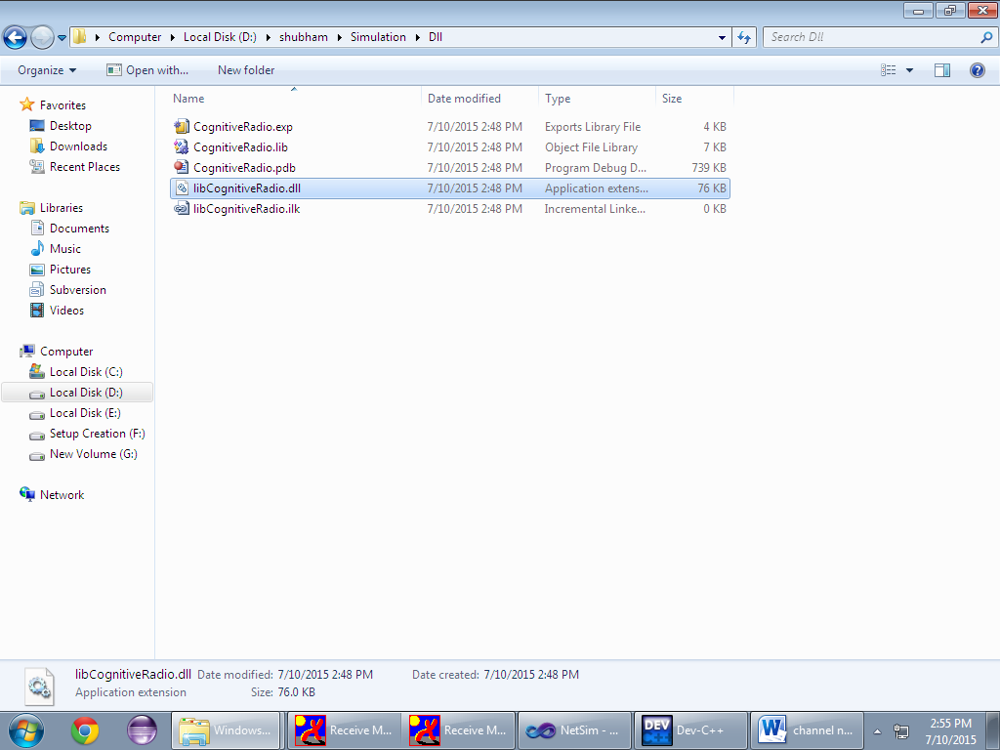 Computer Local Disk (D:) shubham Simulation Dll Search Dll
Organize Open with... New folder
Favorites
Desktop
Downloads
Recent Places
Libraries
Documents
Music
Pictures
Subversion
Videos
Computer
Local Disk (C:)
Local Disk (D:)
Local Disk (E:)
Setup Creation (F:)
New Volume (G:)
Network
Name Date modified Type Size
CognitiveRadio.exp 7/10/2015 2:48 PM Exports Library File 4 KB
CognitiveRadio.lib 7/10/2015 2:48 PM Object File Library 7 KB
CognitiveRadio.pdb 7/10/2015 2:48 PM Program Debug D... 739 KB
libCognitiveRadio.dll 7/10/2015 2:48 PM Application extens... 76 KB
libCognitiveRadio.ilk 7/10/2015 2:48 PM Incremental Linke... 0 KB
libCognitiveRadio.dll Date modified: 7/10/2015 2:48 PM Date created: 7/10/2015 2:48 PM
Application extension Size: 76.0 KB
Windows... Receive M... Receive M... NetSim - ... DEV Dev-C++ W channel n... 2:55 PM
7/10/2015